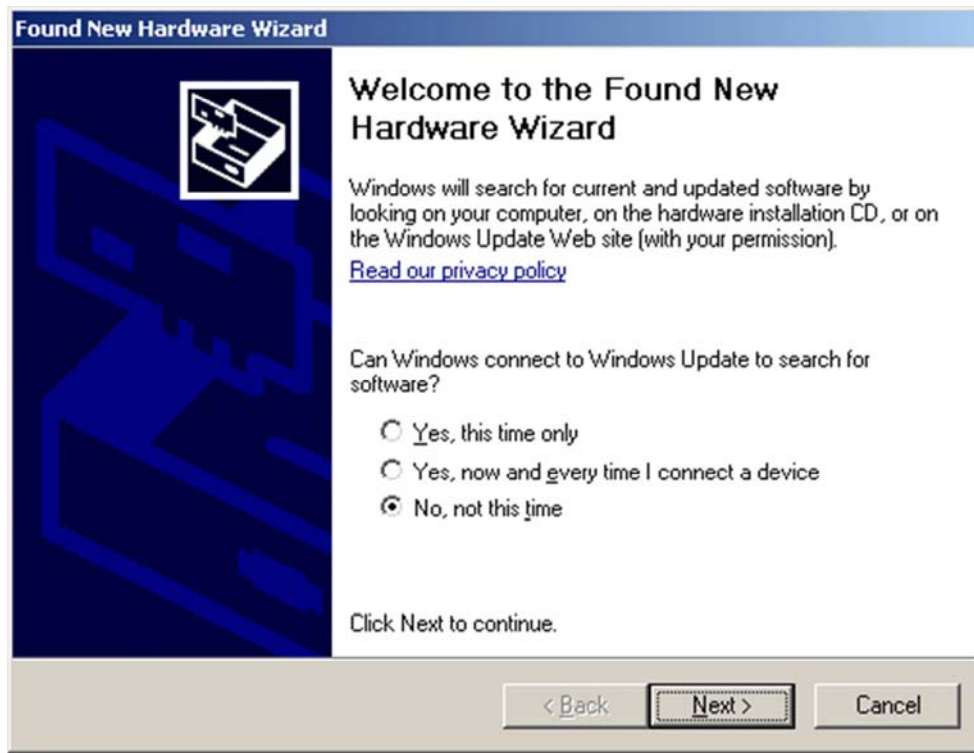 Found New Hardware Wizard
Welcome to the Found New
Hardware Wizard
Windows will search for current and updated software by
looking on your computer, on the hardware installation CD, or on
the Windows Update Web site (with your permission).
Read our privacy policy
Can Windows connect to Windows Update to search for
software?
Yes, this time only
Yes, now and every time I connect a device
No, not this time
Click Next to continue.
< Back Next > Cancel